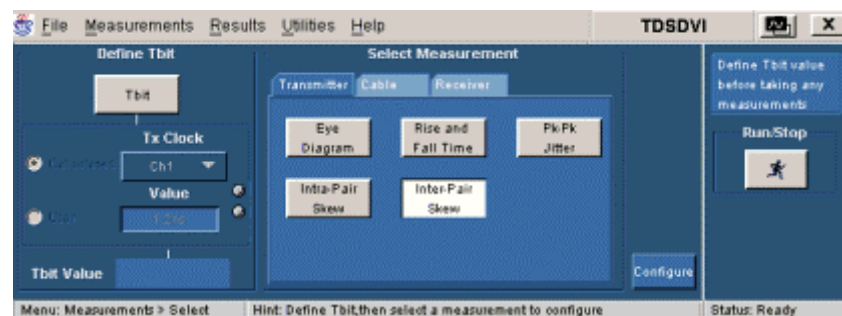 File Measurements Results Utilities Help TDSDVI X
Define Tbit
Tbit
Tx Clock
Calculated Ch1
Value
User
Tbit Value
Select Measurement
Transmitter Cable Receiver
Eye Diagram
Rise and Fall Time
Pk-Pk Jitter
Intra-Pair Skew
Inter-Pair Skew
Configure
Define Tbit value
before taking any
measurements
Run/Stop
Menu: Measurements > Select
Hint: Define Tbit,then select a measurement to configure
Status: Ready